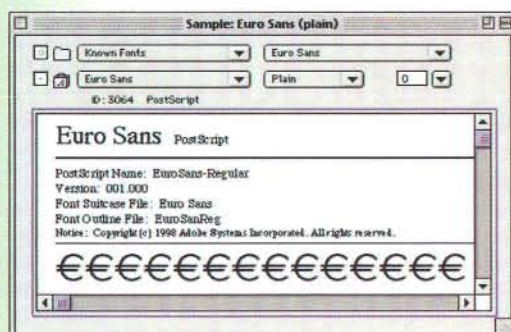 Sample: Euro Sans (plain)
Known Fonts Euro Sans
Euro Sans Plain 0
ID: 3064 PostScript
Euro Sans PostScript
PostScript Name: EuroSans-Regular
Version: 001.000
Font Suitcase File: Euro Sans
Font Outline File: EuroSanReg
Notice: Copyright (c) 1998 Adobe Systems Incorporated. All rights reserved.
€€€€€€€€€€€€€€